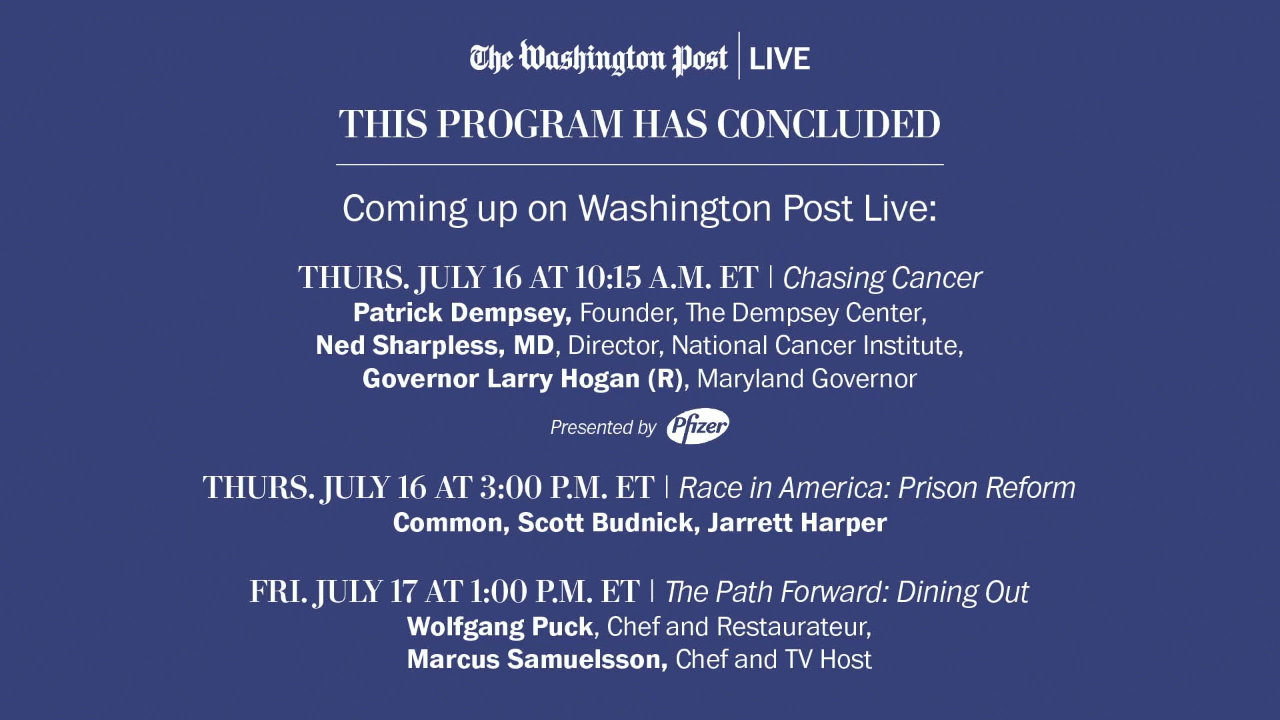 The Washington Post | LIVE
THIS PROGRAM HAS CONCLUDED
Coming up on Washington Post Live:
THURS. JULY 16 AT 10:15 A.M. ET | Chasing Cancer
Patrick Dempsey, Founder, The Dempsey Center,
Ned Sharpless, MD, Director, National Cancer Institute,
Governor Larry Hogan (R), Maryland Governor
Presented by Pfizer
THURS. JULY 16 AT 3:00 P.M. ET | Race in America: Prison Reform
Common, Scott Budnick, Jarrett Harper
FRI. JULY 17 AT 1:00 P.M. ET | The Path Forward: Dining Out
Wolfgang Puck, Chef and Restaurateur,
Marcus Samuelsson, Chef and TV Host